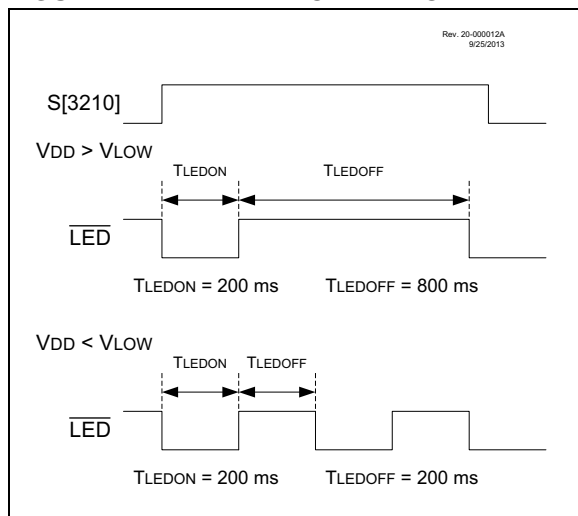 Rev. 20-000012A
9/25/2013
S[3210]
VDD > VLOW
TLEDON TLEDOFF
LED
TLEDON = 200 ms TLEDOFF = 800 ms
VDD < VLOW
TLEDON TLEDOFF
LED
TLEDON = 200 ms TLEDOFF = 200 ms